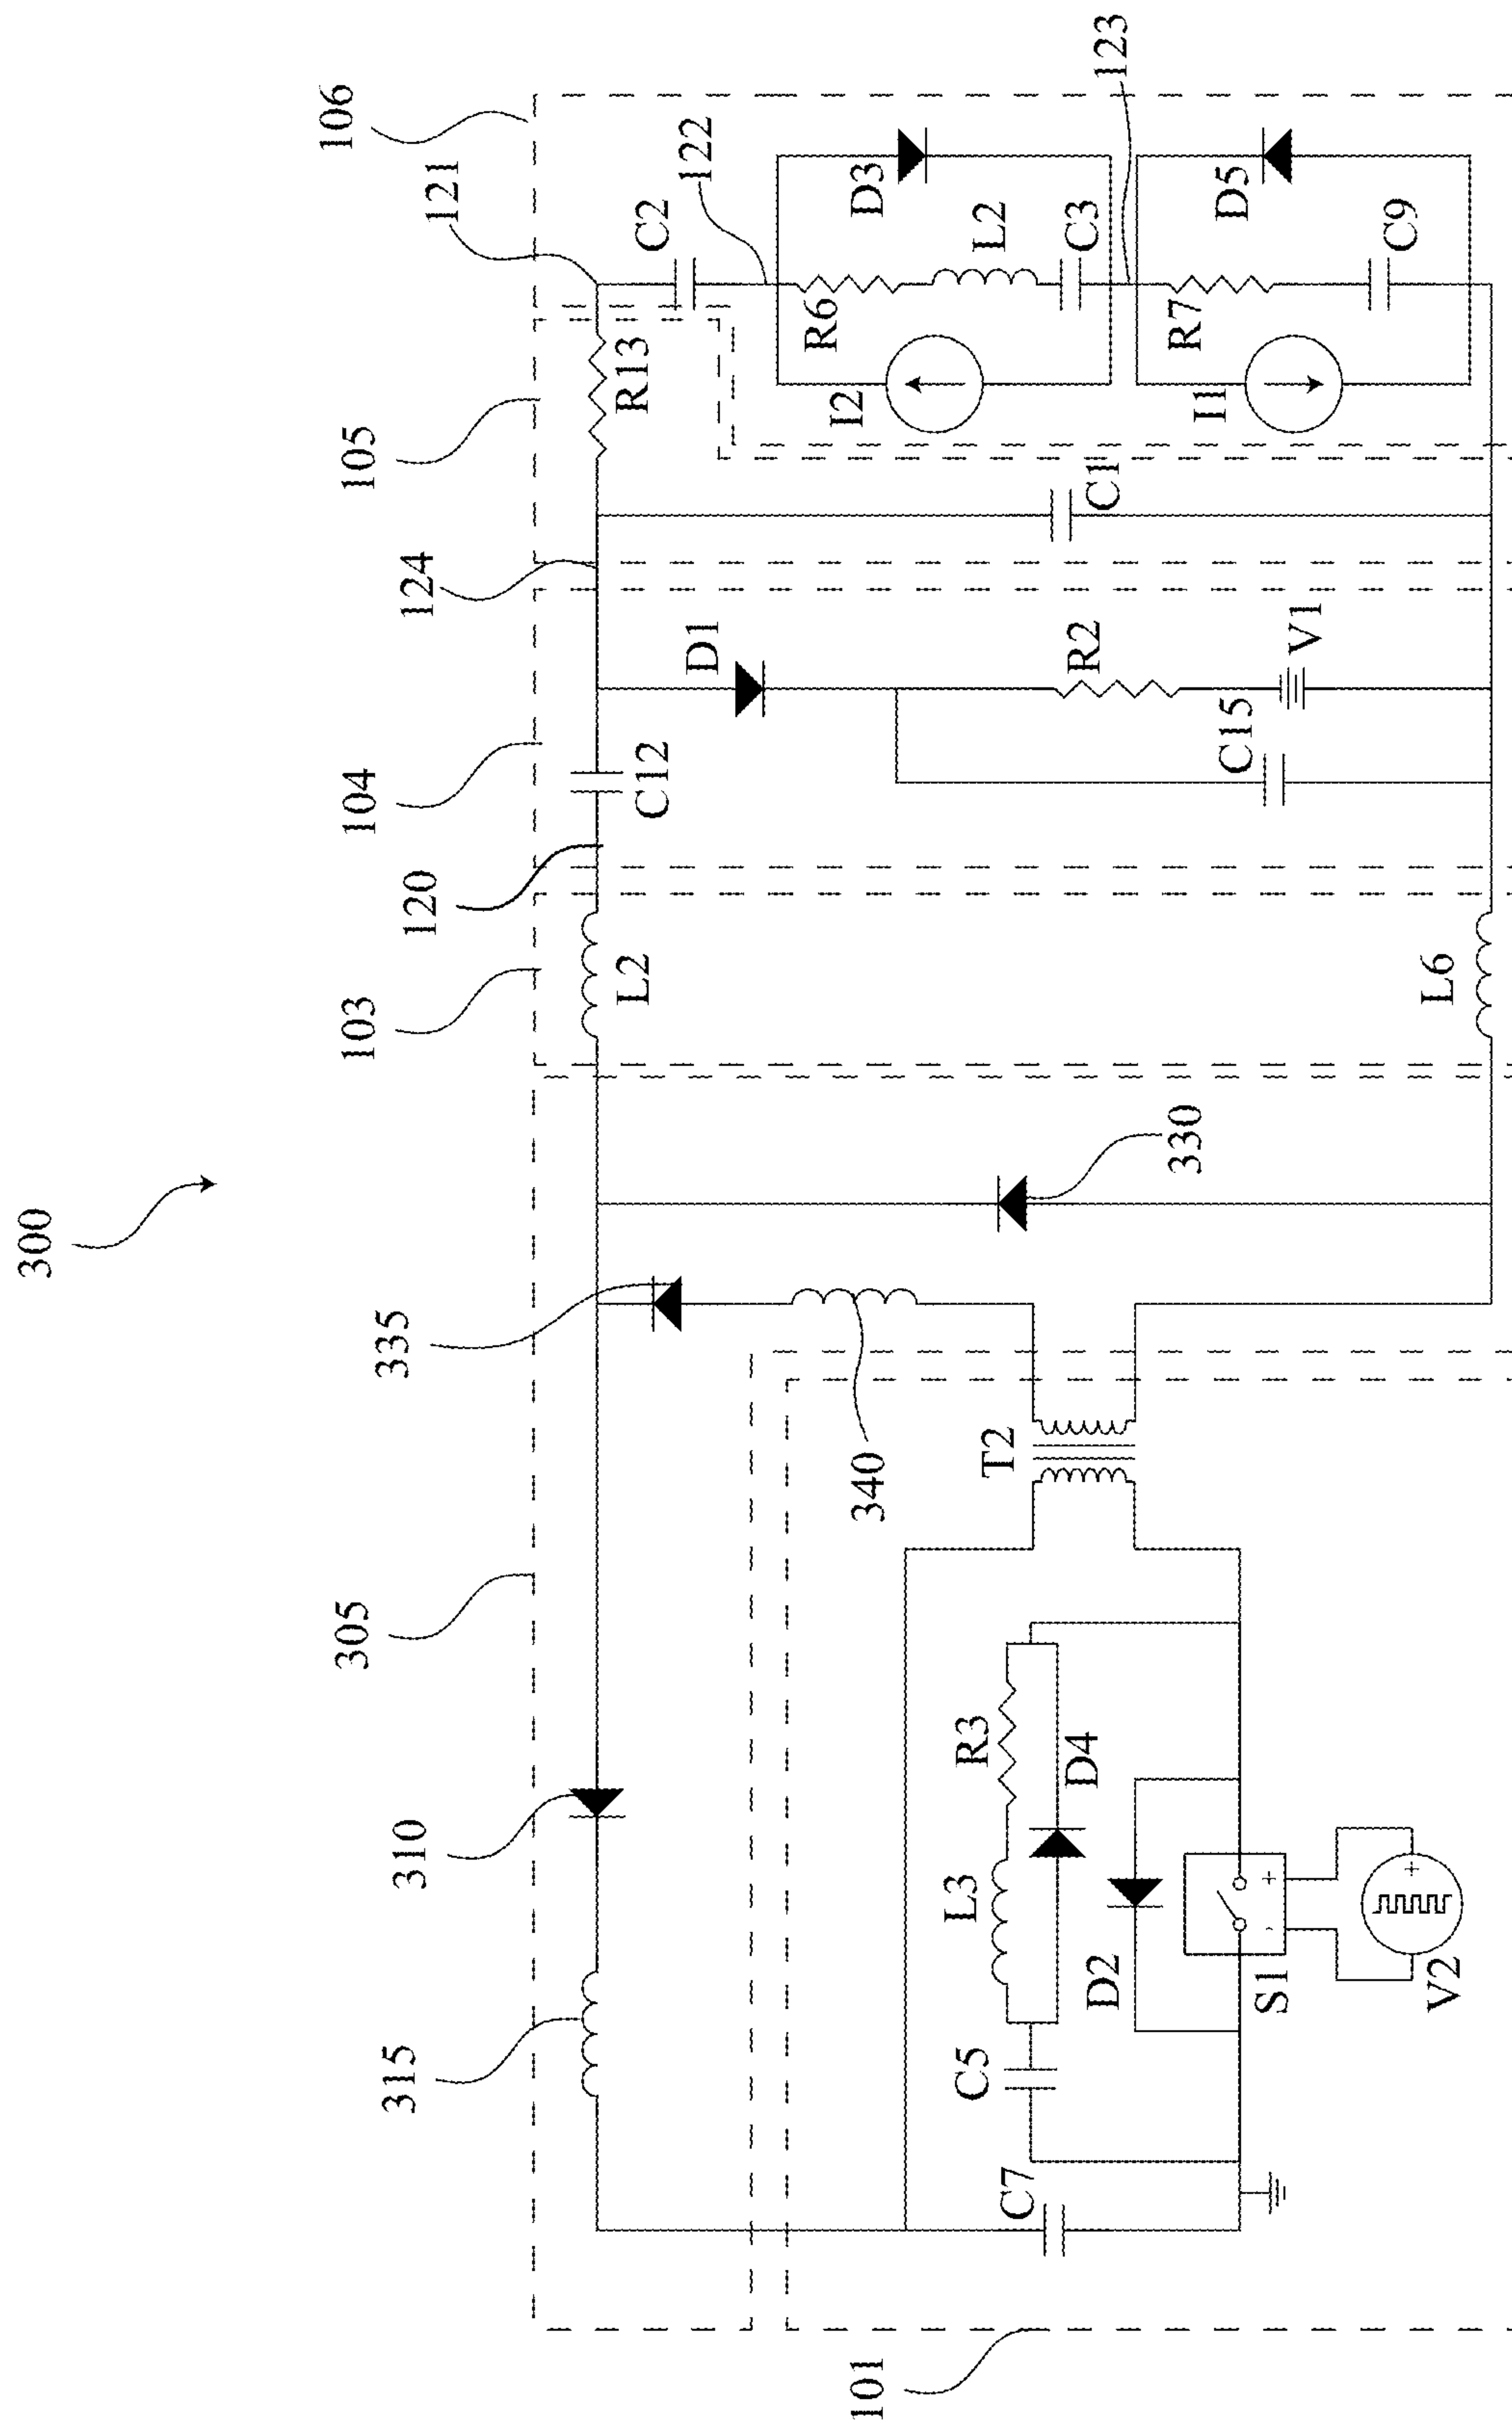 300
106
121
C2
122
D3
123
105
R13
R6
L2
C3
D5
I2
R7
C9
I1
C1
124
D1
R2
V1
104
C12
C15
120
103
L2
L6
330
335
340
T2
305
R3
D4
310
L3
D2
S1
V2
+
-
+
315
C5
C7
101